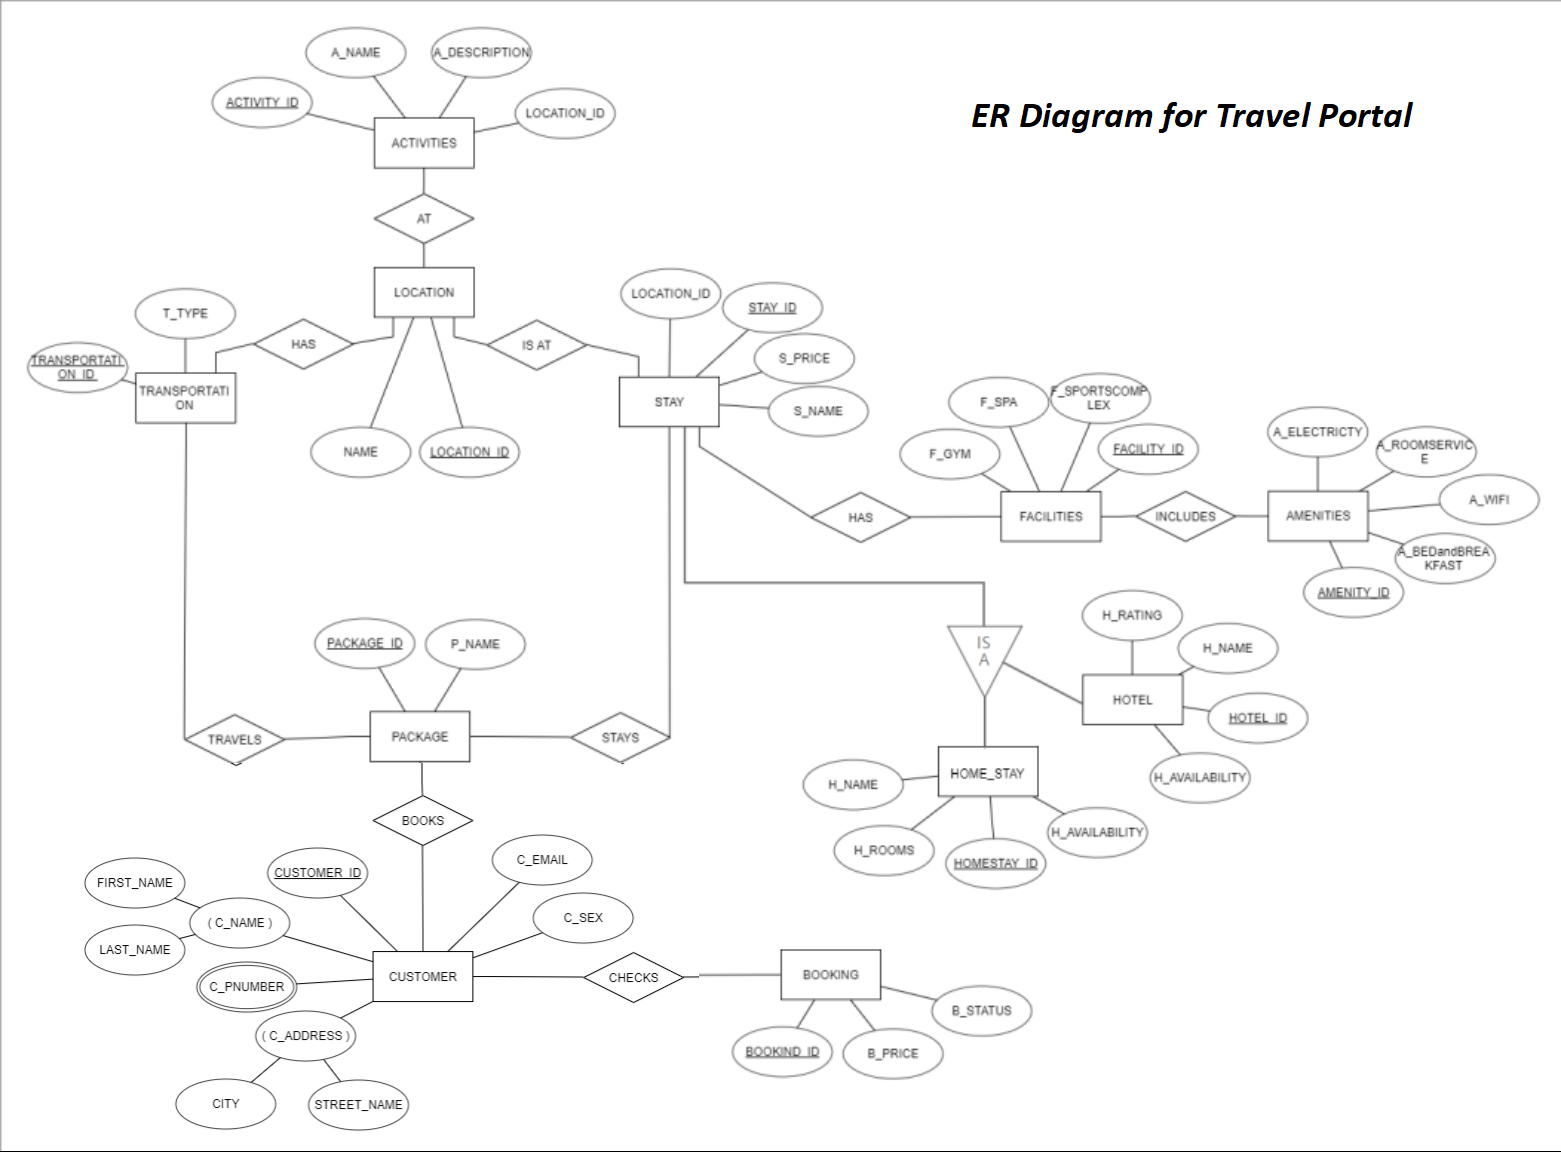 ER Diagram for Travel Portal
A_NAME
A_DESCRIPTION
ACTIVITY_ID
LOCATION_ID
ACTIVITIES
AT
LOCATION
T_TYPE
HAS
IS AT
TRANSPORTATI
ON_ID
TRANSPORTATI
ON
NAME
LOCATION_ID
LOCATION_ID
STAY_ID
S_PRICE
STAY
S_NAME
F_SPA
F_SPORTSCOMP
LEX
F_GYM
FACILITY_ID
HAS
FACILITIES
INCLUDES
AMENITIES
A_ELECTRICTY
A_ROOMSERVIC
E
A_WIFI
A_BEDandBREA
KFAST
AMENITY_ID
IS
A
H_RATING
H_NAME
HOTEL
HOTEL_ID
H_AVAILABILITY
HOME_STAY
H_NAME
H_ROOMS
HOMESTAY_ID
H_AVAILABILITY
PACKAGE_ID
P_NAME
TRAVELS
PACKAGE
STAYS
BOOKS
CUSTOMER_ID
C_EMAIL
FIRST_NAME
( C_NAME )
C_SEX
LAST_NAME
C_PNUMBER
CUSTOMER
CHECKS
BOOKING
( C_ADDRESS )
CITY
STREET_NAME
B_STATUS
BOOKIND_ID
B_PRICE